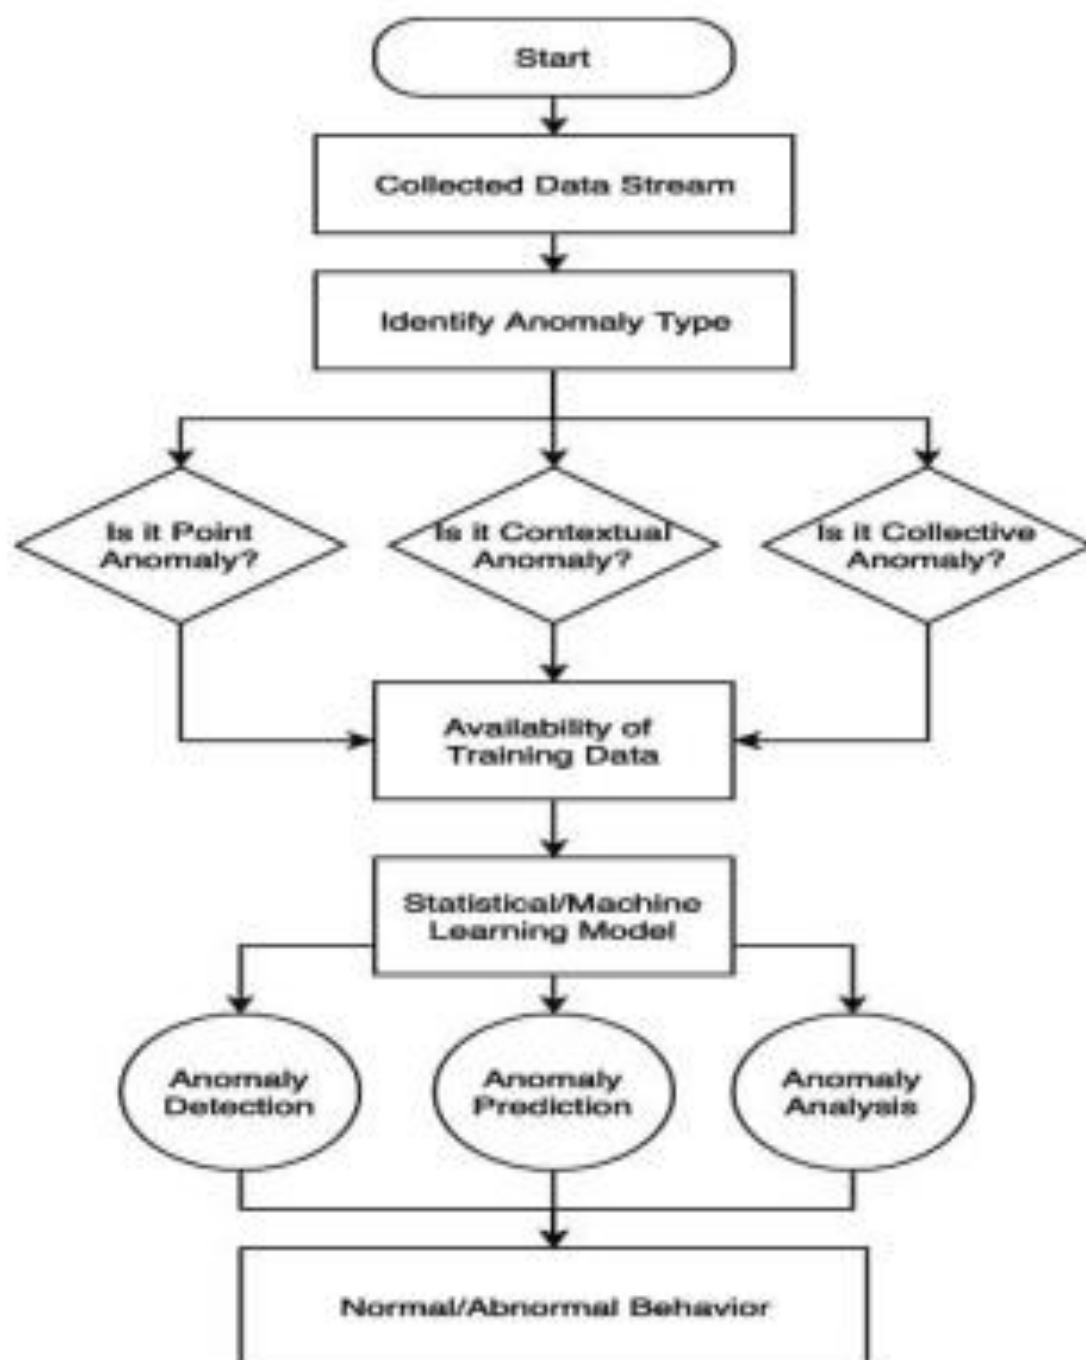 Start
Collected Data Stream
Identify Anomaly Type
Is it Point
Anomaly?
Is it Contextual
Anomaly?
Is it Collective
Anomaly?
Availability of
Training Data
Statistical/Machine
Learning Model
Anomaly
Detection
Anomaly
Prediction
Anomaly
Analysis
Normal/Abnormal Behavior